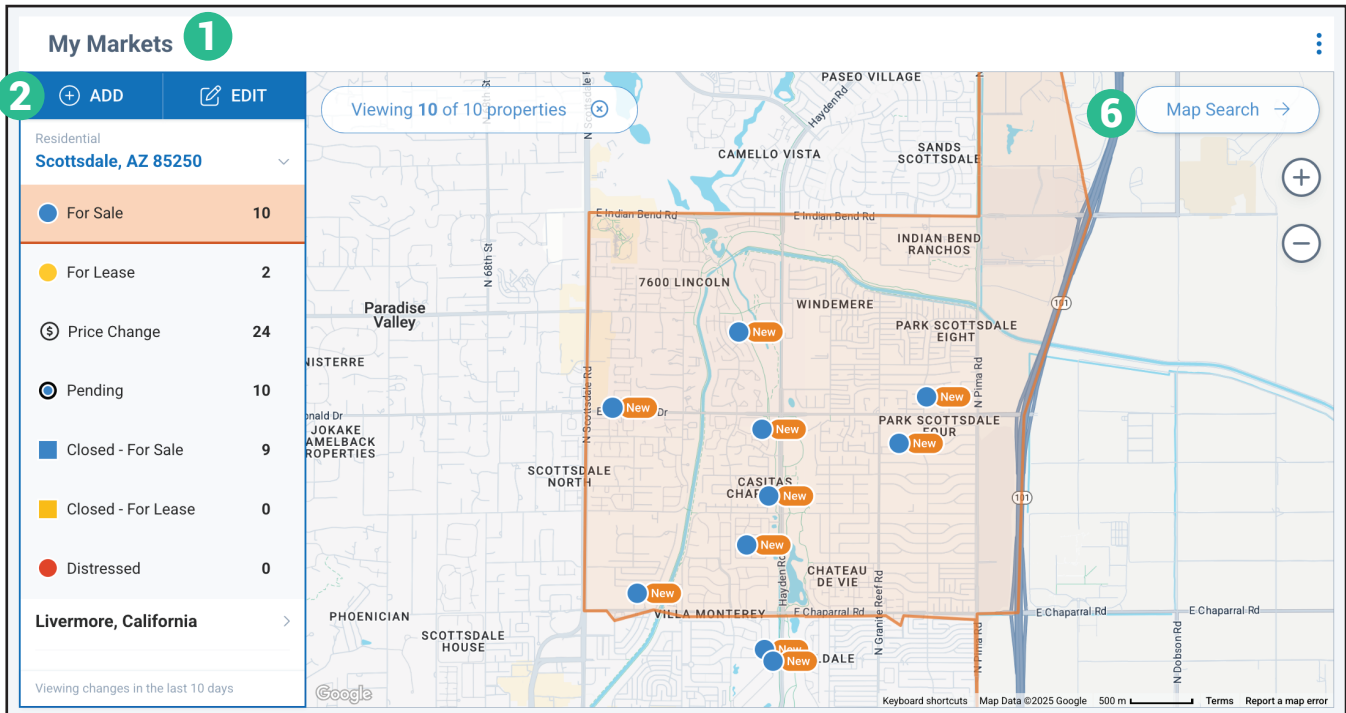 My Markets
1
2
ADD
EDIT
Residential
Scottsdale, AZ 85250
For Sale 10
For Lease 2
Price Change 24
Pending 10
Closed - For Sale 9
Closed - For Lease 0
Distressed 0
Livermore, California
Viewing changes in the last 10 days
Viewing 10 of 10 properties
6
Map Search
PASEO VILLAGE
Hayden Rd
CAMELLO VISTA
SANDS
SCOTTSDALE
E Indian Bend Rd
E Indian Bend Rd
INDIAN BEND
RANCHOS
N 68th St
7600 LINCOLN
WINDEMERE
101
Paradise
Valley
PARK SCOTTSDALE
EIGHT
New
NISTERRE
N Scottsdale Rd
N Pima Rd
New
New
onald Dr
E
Dr
JOKAKE
AMELBACK
ROPERTIES
New
PARK SCOTTSDALE
FOUR
New
SCOTTSDALE
NORTH
CASITAS
New
101
New
Hayden Rd
CHATEAU
DE VIE
N Granite Reef Rd
New
PHOENICIAN
VILLA MONTEREY
E Chaparral Rd
E Chaparral Rd
E Chaparral Rd
SCOTTSDALE
HOUSE
N Pima Rd
N Dobson Rd
New
New
DALE
Google
Keyboard shortcuts
Map Data ©2025 Google
500 m
Terms
Report a map error